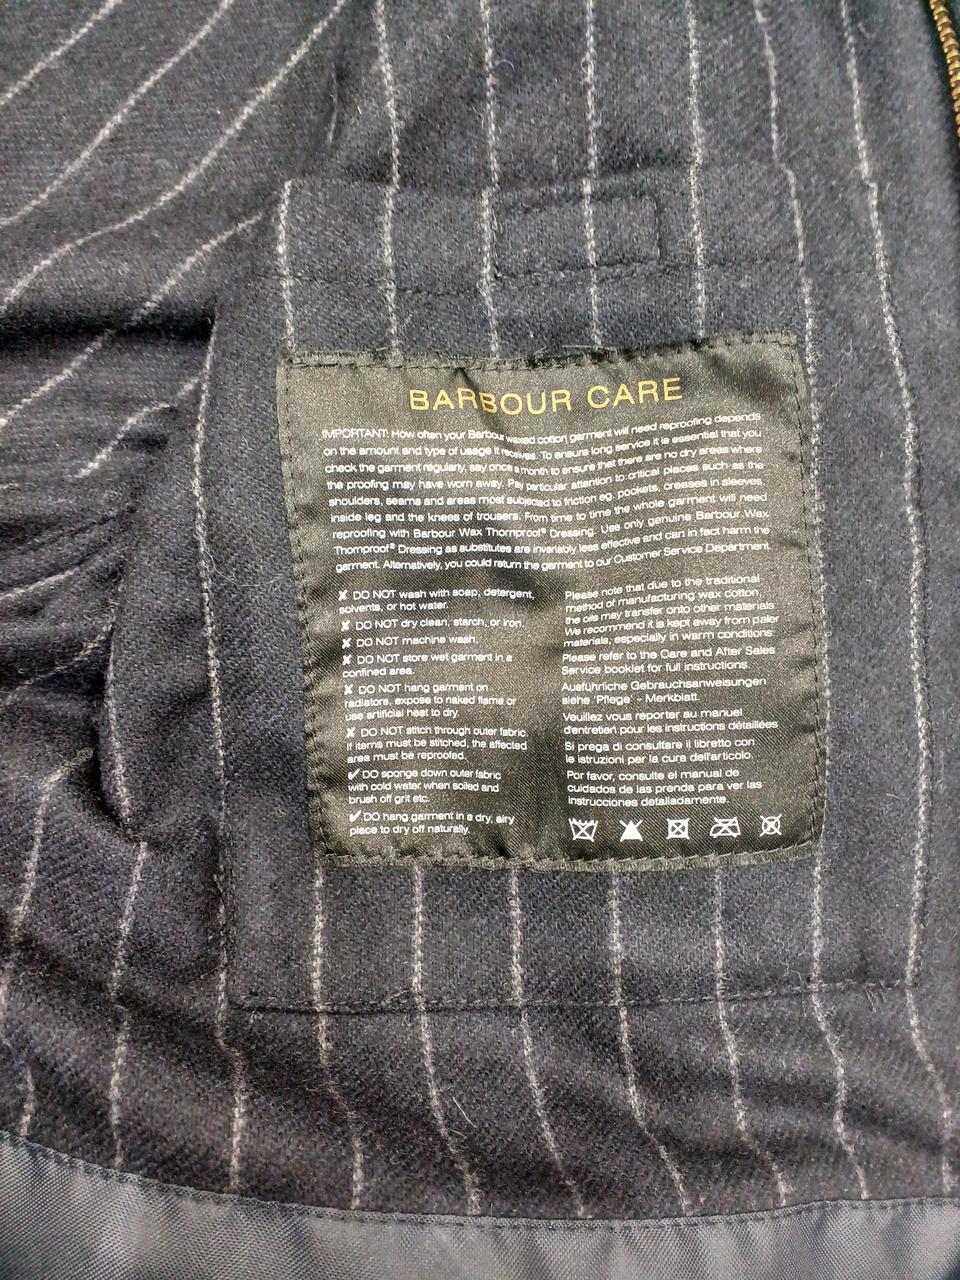 BARBOUR CARE
IMPORTANT: How often your Barbour waxed cotton garment will need reproofing depends
on the amount and type of usage it receives. To ensure long service it is essential that you
check the garment regularly, say once a month to ensure that there are no dry areas where
the proofing may have worn away. Pay particular attention to critical places such as the
shoulders, seams and areas most subjected to friction eg. pockets, creases in sleeves,
inside leg and the knees of trousers. From time to time the whole garment will need
reproofing with Barbour Wax Thornproof® Dressing. Use only genuine Barbour Wax
Thornproof® Dressing as substitutes are invariably less effective and can in fact harm the
garment. Alternatively, you could return the garment to our Customer Service Department.
✘ DO NOT wash with soap, detergent,
solvents, or hot water.
✘ DO NOT dry clean, starch, or iron.
✘ DO NOT machine wash.
✘ DO NOT store wet garment in a
confined area.
✘ DO NOT hang garment on
radiators, expose to naked flame or
use artificial heat to dry.
✘ DO NOT stitch through outer fabric.
If items must be stitched, the affected
area must be reproofed.
✔ DO sponge down outer fabric
with cold water when soiled and
brush off grit etc.
✔ DO hang garment in a dry, airy
place to dry off naturally.
Please note that due to the traditional
method of manufacturing wax cotton,
the oils may transfer onto other materials
We recommend it is kept away from paler
materials, especially in warm conditions.
Please refer to the Care and After Sales
Service booklet for full instructions.
Ausführliche Gebrauchsanweisungen
siehe 'Pflege' - Merkblatt.
Veuillez vous reporter au manuel
d'entretien pour les instructions détaillées
Si prega di consultare il libretto con
le istruzioni per la cura dell'articolo.
Por favor, consulte el manual de
cuidados de las prenda para ver las
instrucciones detalladamente.